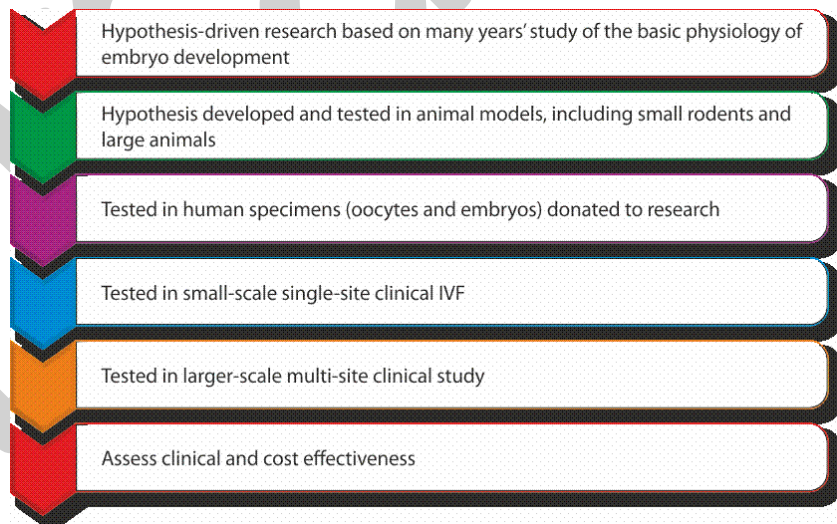 Hypothesis-driven research based on many years’ study of the basic physiology of
embryo development
Hypothesis developed and tested in animal models, including small rodents and
large animals
Tested in human specimens (oocytes and embryos) donated to research
Tested in small-scale single-site clinical IVF
Tested in larger-scale multi-site clinical study
Assess clinical and cost effectiveness